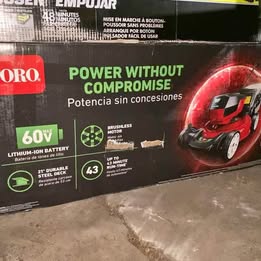 EMPUJAR
MINUTES
MINUTOS
MISE EN MARCHE À BOUTON-
POUSSOIR SANS PROBLÈMES
ARRANQUE POR BOTÓN
PULSADOR FÁCIL DE USAR
TORO
POWER WITHOUT
COMPROMISE
Potencia sin concesiones
60V
LITHIUM-ION BATTERY
Batería de iones de litio
BRUSHLESS
MOTOR
21" DURABLE
STEEL DECK
43
UP TO
43 MINUTE
RUN-TIME